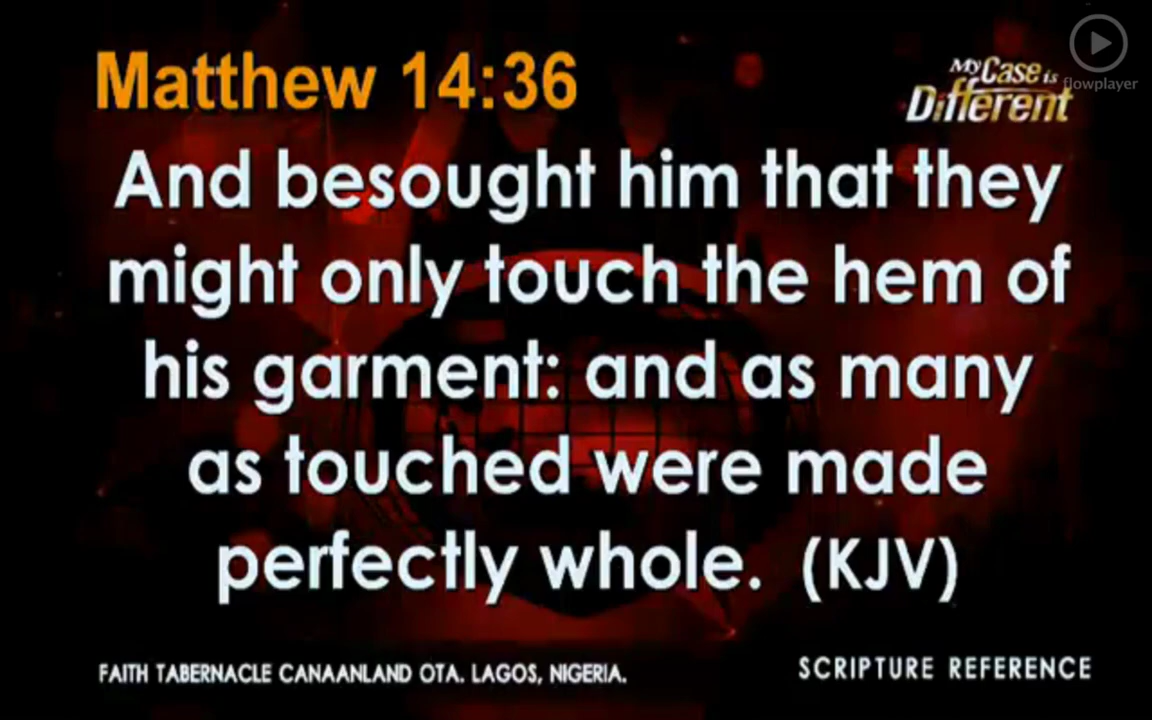 Matthew 14:36
My Case is
Different
flowplayer
And besought him that they
might only touch the hem of
his garment: and as many
as touched were made
perfectly whole. (KJV)
FAITH TABERNACLE CANAANLAND OTA. LAGOS, NIGERIA.
SCRIPTURE REFERENCE